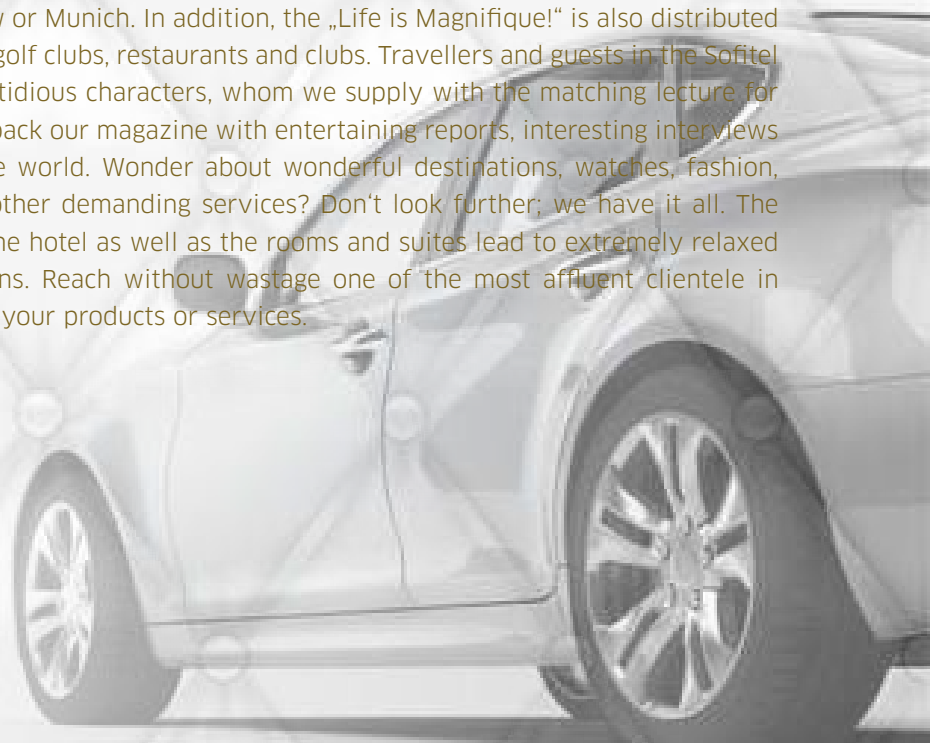 or Munich. In addition, the „Life is Magnifique!“ is also distributed
golf clubs, restaurants and clubs. Travellers and guests in the Sofitel
tidious characters, whom we supply with the matching lecture for
ack our magazine with entertaining reports, interesting interviews
e world. Wonder about wonderful destinations, watches, fashion,
other demanding services? Don‘t look further; we have it all. The
he hotel as well as the rooms and suites lead to extremely relaxed
ns. Reach without wastage one of the most affluent clientele in
your products or services.